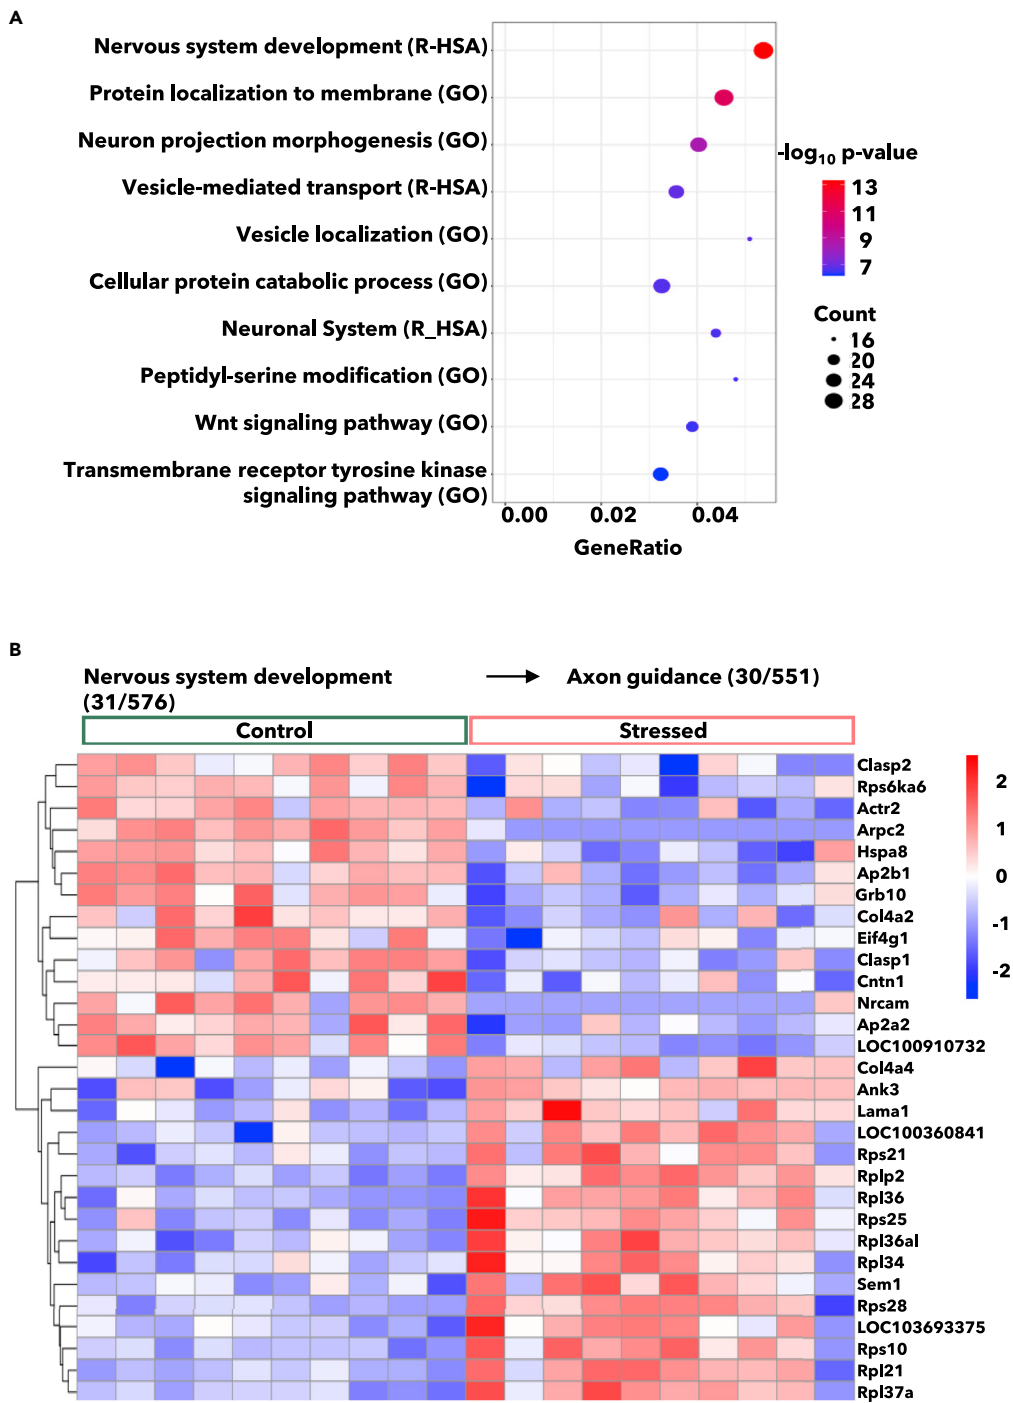 A
Nervous system development (R-HSA)
Protein localization to membrane (GO)
Neuron projection morphogenesis (GO)
Vesicle-mediated transport (R-HSA)
Vesicle localization (GO)
Cellular protein catabolic process (GO)
Neuronal System (R_HSA)
Peptidyl-serine modification (GO)
Wnt signaling pathway (GO)
Transmembrane receptor tyrosine kinase
signaling pathway (GO)
0.00 0.02 0.04
GeneRatio
-log₁₀ p-value
13
11
9
7
Count
16
20
24
28
B
Nervous system development
(31/576)
Axon guidance (30/551)
Control
Stressed
Clasp2
Rps6ka6
Actr2
Arpc2
Hspa8
Ap2b1
Grb10
Col4a2
Eif4g1
Clasp1
Cntn1
Nrcam
Ap2a2
LOC100910732
Col4a4
Ank3
Lama1
LOC100360841
Rps21
Rplp2
Rpl36
Rps25
Rpl36al
Rpl34
Sem1
Rps28
LOC103693375
Rps10
Rpl21
Rpl37a
2
1
0
-1
-2